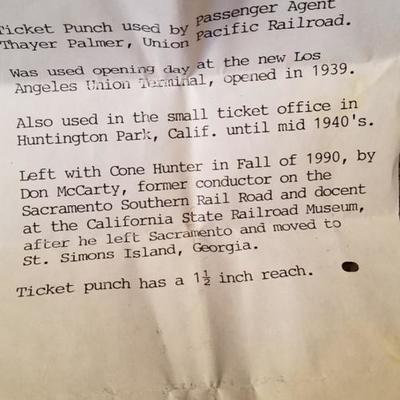 Ticket Punch used by passenger Agent
Thayer Palmer, Union pacific Railroad.
Was used opening day at the new Los
Angeles Union Terminal, opened in 1939.
Also used in the small ticket office in
Huntington Park, Calif. until mid 1940's.
Left with Cone Hunter in Fall of 1990, by
Don McCarty, former conductor on the
Sacramento Southern Rail Road and docent
at the California State Railroad Museum,
after he left Sacramento and moved to
St. Simons Island, Georgia.
Ticket punch has a 1½ inch reach.